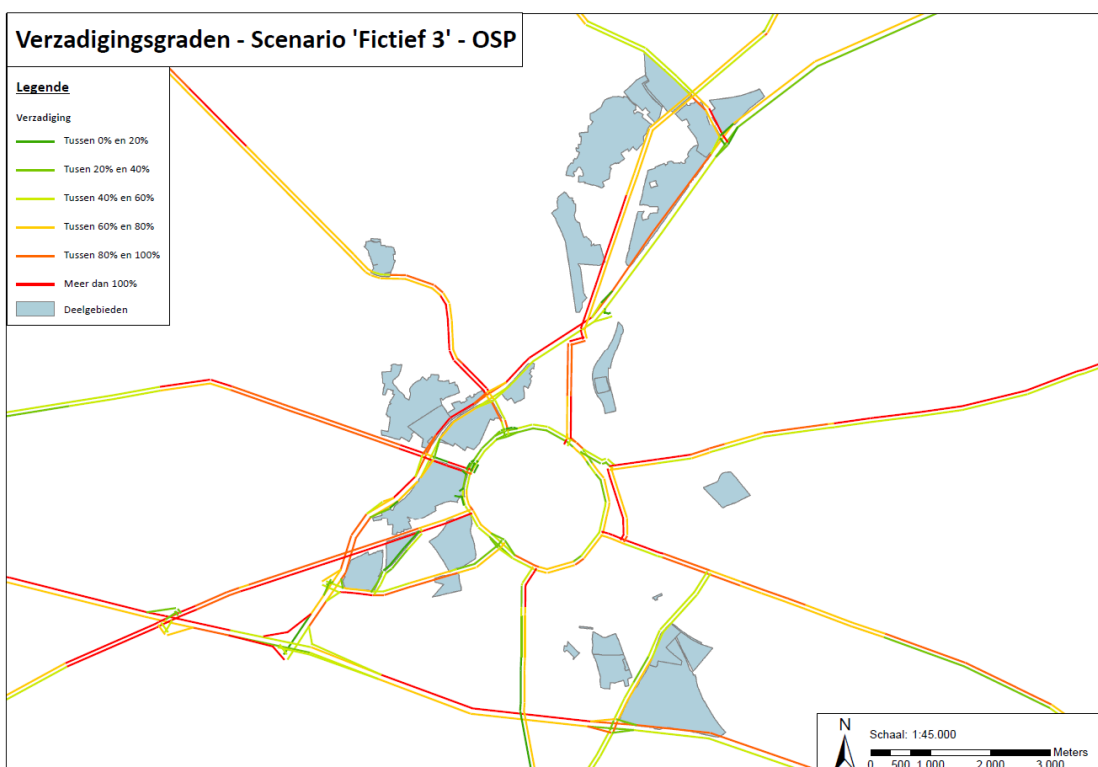 Verzadigingsgraden - Scenario 'Fictief 3' - OSP
Legende
Verzadiging
Tussen 0% en 20%
Tusen 20% en 40%
Tussen 40% en 60%
Tussen 60% en 80%
Tussen 80% en 100%
Meer dan 100%
Deelgebieden
N
Schaal: 1:45.000
Meters
0 500 1.000 2.000 3.000